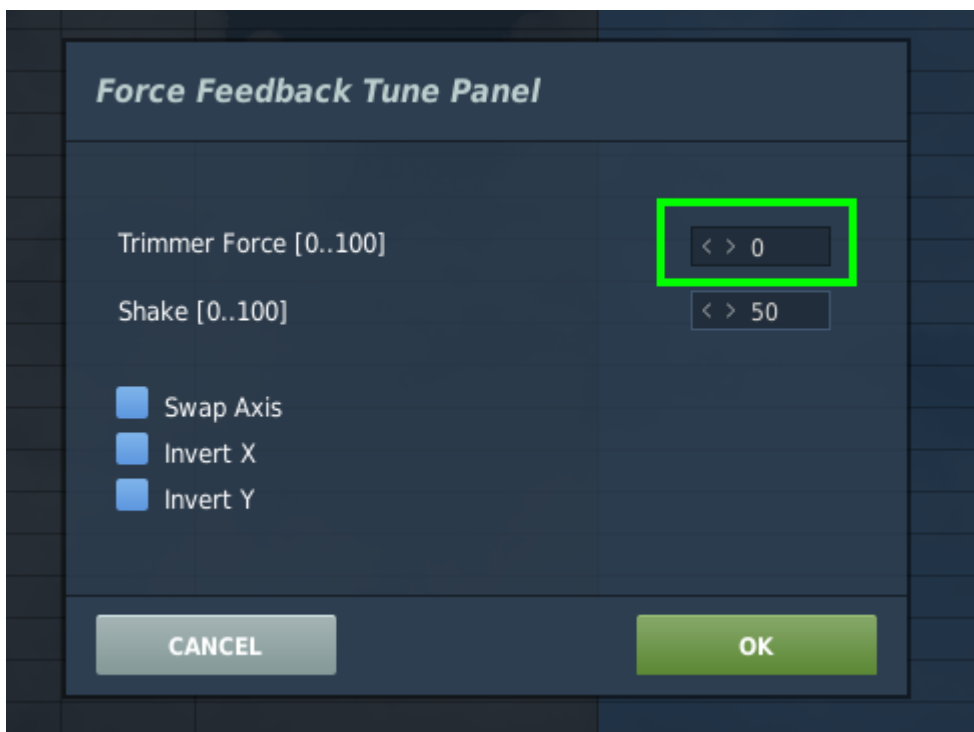 Force Feedback Tune Panel
Trimmer Force [0..100] < > 0
Shake [0..100] < > 50
Swap Axis
Invert X
Invert Y
CANCEL OK